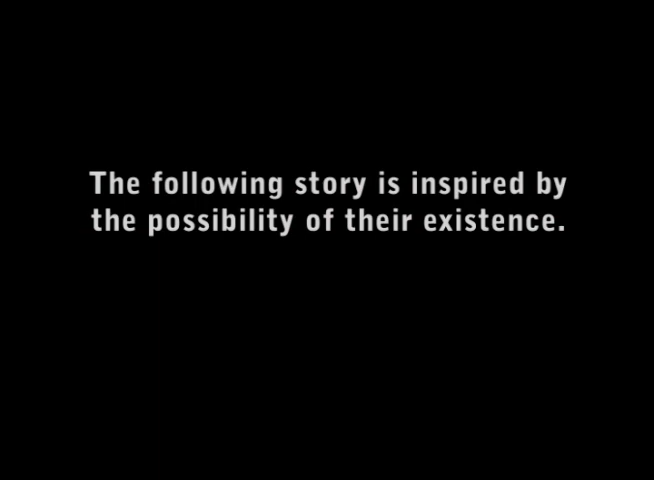 The following story is inspired by
the possibility of their existence.